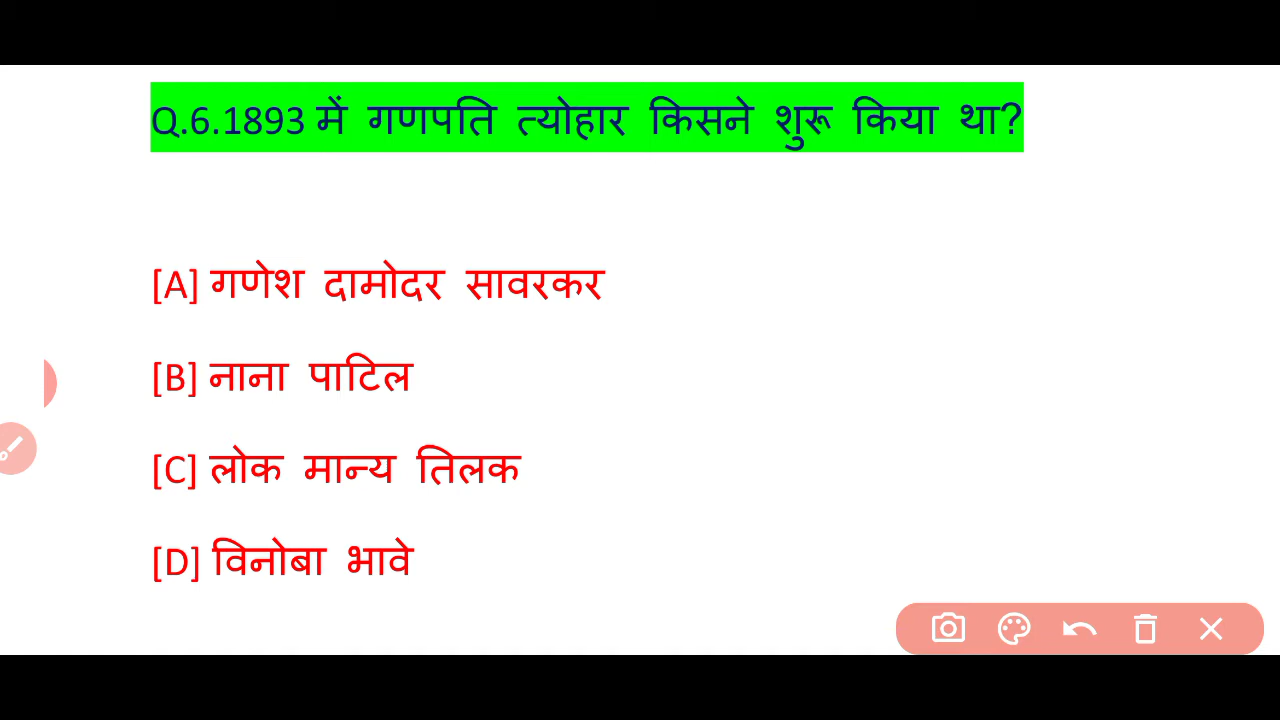 Q.6.1893 में गणपति त्योहार किसने शुरू किया था?
[A] गणेश दामोदर सावरकर
[B] नाना पाटिल
[C] लोक मान्य तिलक
[D] विनोबा भावे